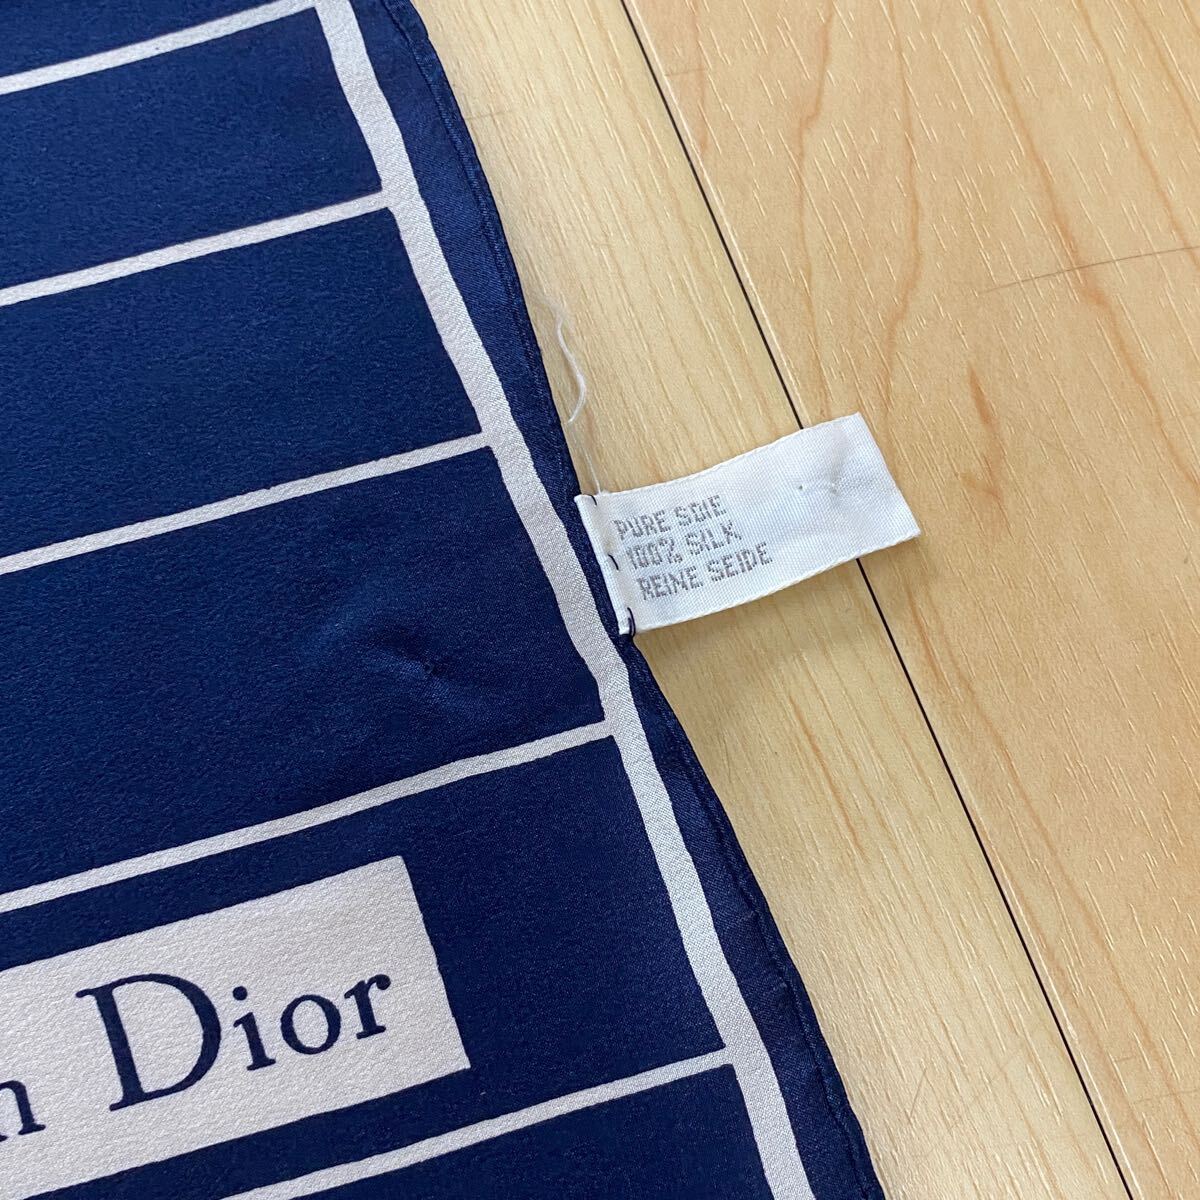 PURE SOIE
100% SILK
REINE SEIDE
n Dior